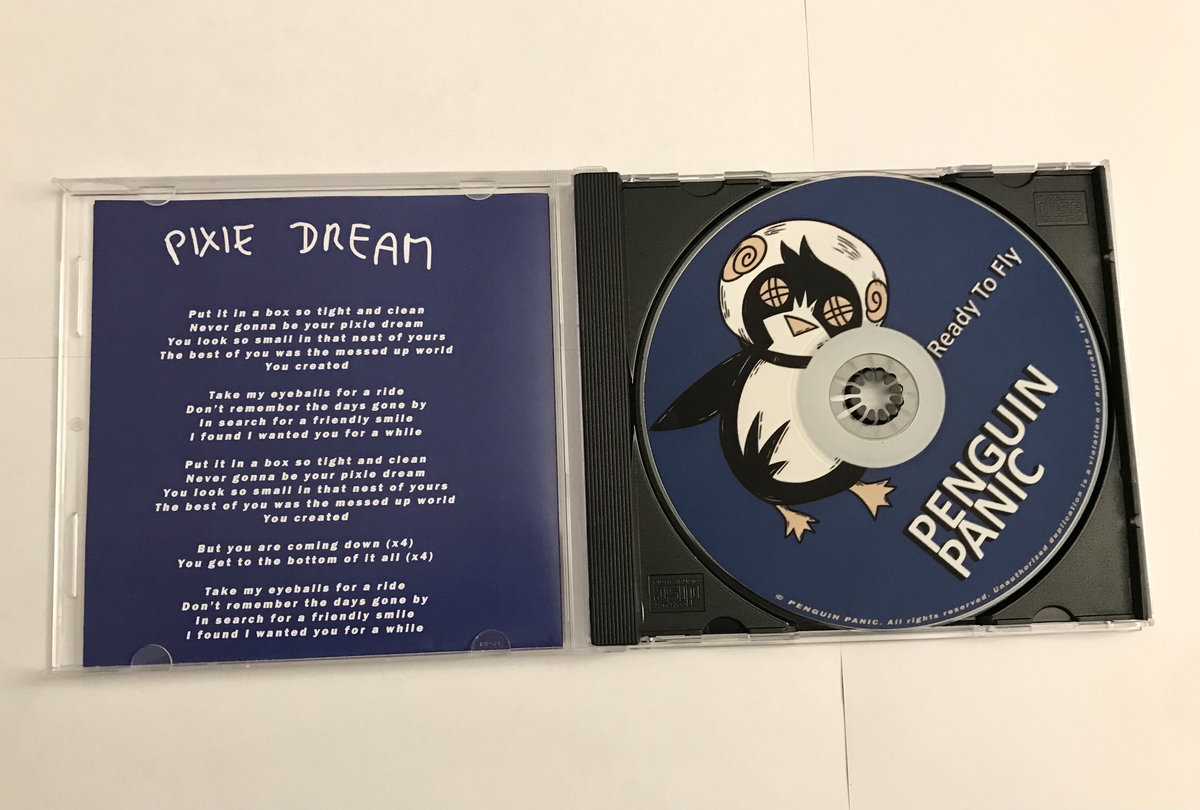 PIXIE DREAM
Put it in a box so tight and clean
Never gonna be your pixie dream
You look so small in that nest of yours
The best of you was the messed up world
You created
Take my eyeballs for a ride
Don't remember the days gone by
In search for a friendly smile
I found I wanted you for a while
Put it in a box so tight and clean
Never gonna be your pixie dream
You look so small in that nest of yours
The best of you was the messed up world
You created
But you are coming down (x4)
You get to the bottom of it all (x4)
Take my eyeballs for a ride
Don't remember the days gone by
In search for a friendly smile
I found I wanted you for a while
Ready To Fly
PENGUIN
PANIC
© PENGUIN PANIC. All rights reserved. Unauthorized duplication is a violation of applicable law.